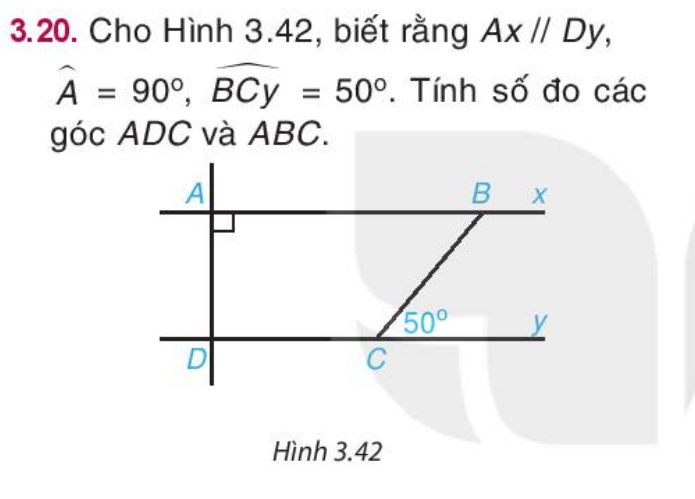 3.20. Cho Hình 3.42, biết rằng Ax // Dy,
Â = 90°, B̂Ĉy = 50°. Tính số đo các
góc ADC và ABC.
A B x
50° y
D C
Hình 3.42